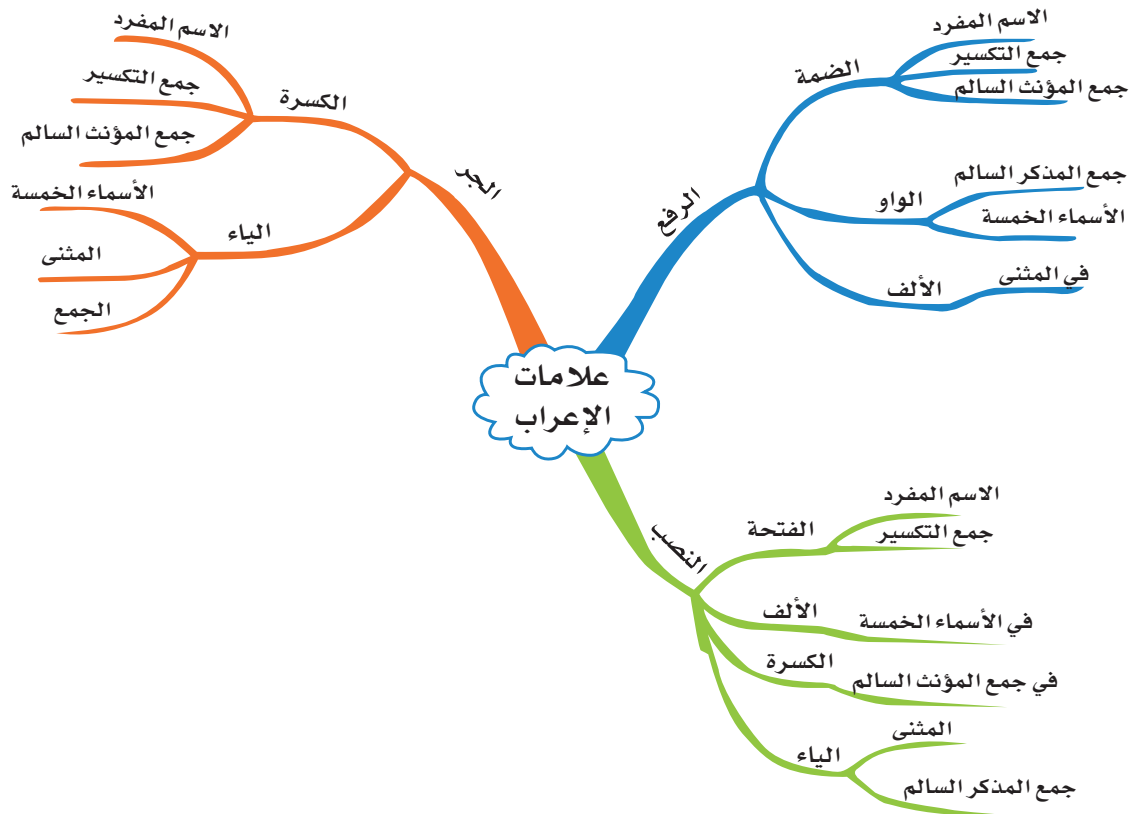 علامات
الإعراب
الرفع
الضمة
الاسم المفرد
جمع التكسير
جمع المؤنث السالم
الواو
جمع المذكر السالم
الأسماء الخمسة
الألف
في المثنى
النصب
الفتحة
الاسم المفرد
جمع التكسير
الألف
في الأسماء الخمسة
الكسرة
في جمع المؤنث السالم
الياء
المثنى
جمع المذكر السالم
الجر
الكسرة
الاسم المفرد
جمع التكسير
جمع المؤنث السالم
الياء
الأسماء الخمسة
المثنى
الجمع